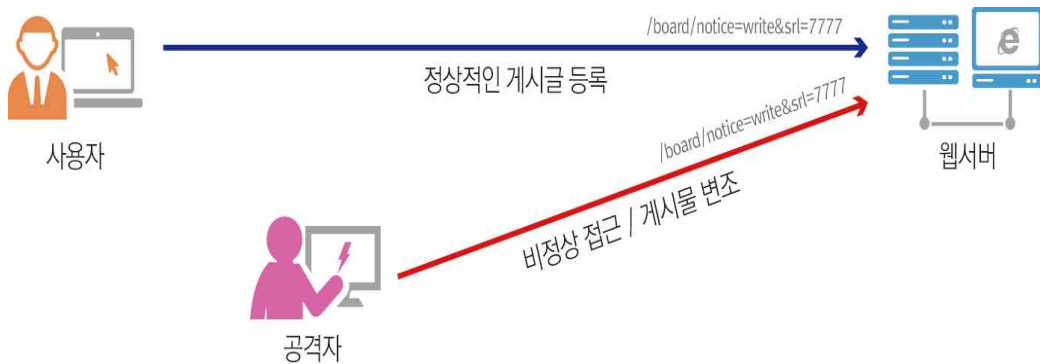 /board/notice=write&srl=7777
정상적인 게시글 등록
사용자
/board/notice=write&srl=7777
비정상 접근 / 게시물 변조
웹서버
공격자